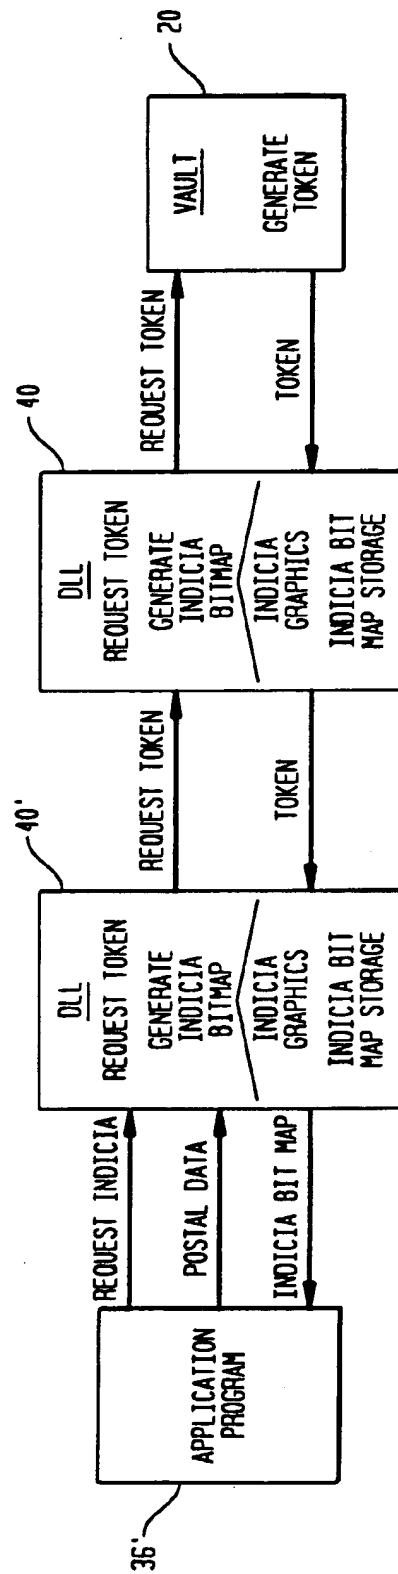 36'
APPLICATION
PROGRAM
REQUEST INDICIA
POSTAL DATA
INDICIA BIT MAP
40'
DLL
REQUEST TOKEN
GENERATE
INDICIA
BITMAP
INDICIA
GRAPHICS
INDICIA BIT
MAP STORAGE
REQUEST TOKEN
TOKEN
40
DLL
REQUEST TOKEN
GENERATE
INDICIA
BITMAP
INDICIA
GRAPHICS
INDICIA BIT
MAP STORAGE
REQUEST TOKEN
TOKEN
20
VAULT
GENERATE
TOKEN